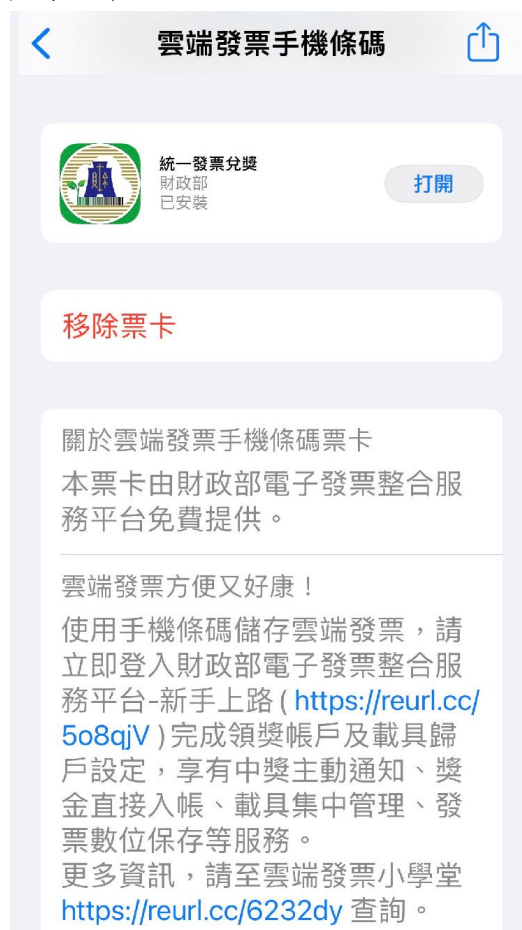 雲端發票手機條碼
統一發票兌獎
財政部
已安裝
打開
移除票卡
關於雲端發票手機條碼票卡
本票卡由財政部電子發票整合服
務平台免費提供。
雲端發票方便又好康！
使用手機條碼儲存雲端發票，請
立即登入財政部電子發票整合服
務平台-新手上路 ( https://reurl.cc/
5o8qjV ) 完成領獎帳戶及載具歸
戶設定，享有中獎主動通知、獎
金直接入帳、載具集中管理、發
票數位保存等服務。
更多資訊，請至雲端發票小學堂
https://reurl.cc/6232dy 查詢。